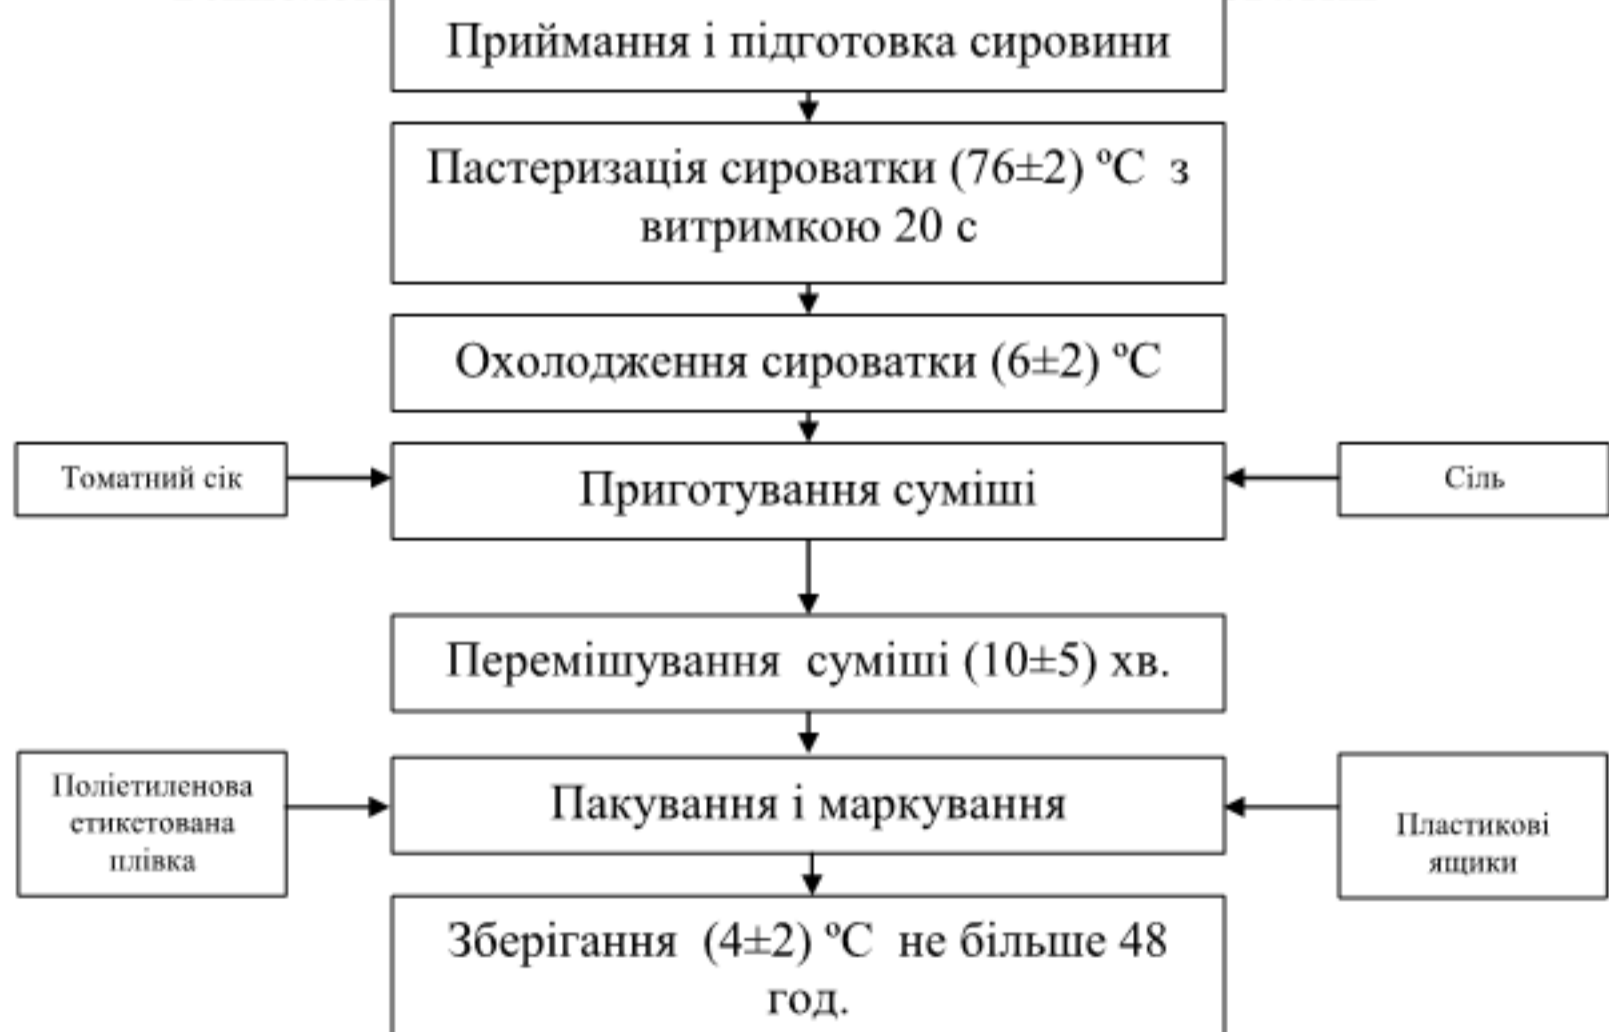 Приймання і підготовка сировини
Пастеризація сироватки (76±2) ºС з
витримкою 20 с
Охолодження сироватки (6±2) ºС
Томатний сік
Приготування суміші
Сіль
Перемішування суміші (10±5) хв.
Поліетиленова
етикетована
плівка
Пакування і маркування
Пластикові
ящики
Зберігання (4±2) ºС не більше 48
год.